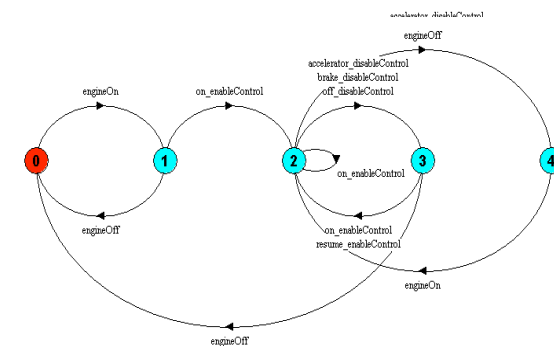 accelerator_disableControl
engineOff
accelerator_disableControl
brake_disableControl
off_disableControl
engineOn
on_enableControl
0
1
2
3
4
on_enableControl
engineOff
on_enableControl
resume_enableControl
engineOn
engineOff